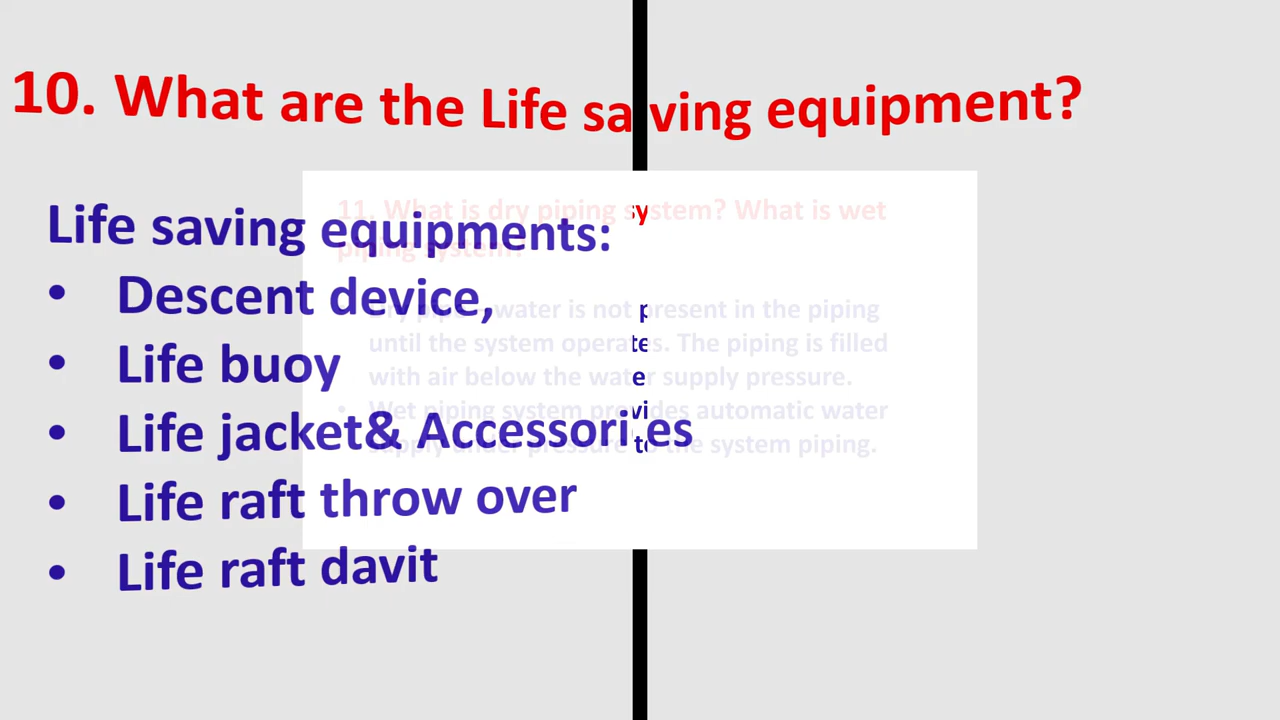 10. What are the Life saving equipment?
Life saving equipments:
• Descent device,
• Life buoy
• Life jacket& Accessories
• Life raft throw over
• Life raft davit
11. What is dry piping system? What is wet
piping system?
water is not present in the piping
until the system operates. The piping is filled
with air below the water supply pressure.
• Wet piping system provides automatic water
supply under pressure to the system piping.